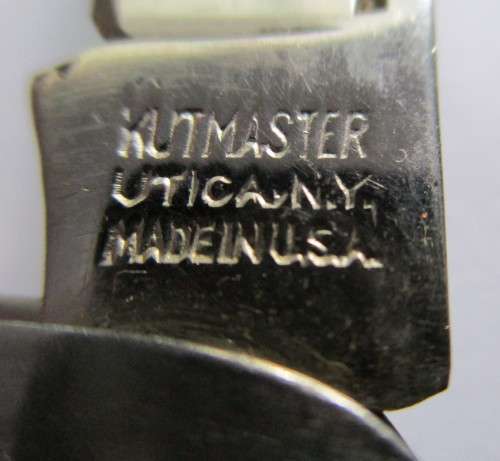 KUTMASTER
UTICA, N.Y.
MADE IN U.S.A.